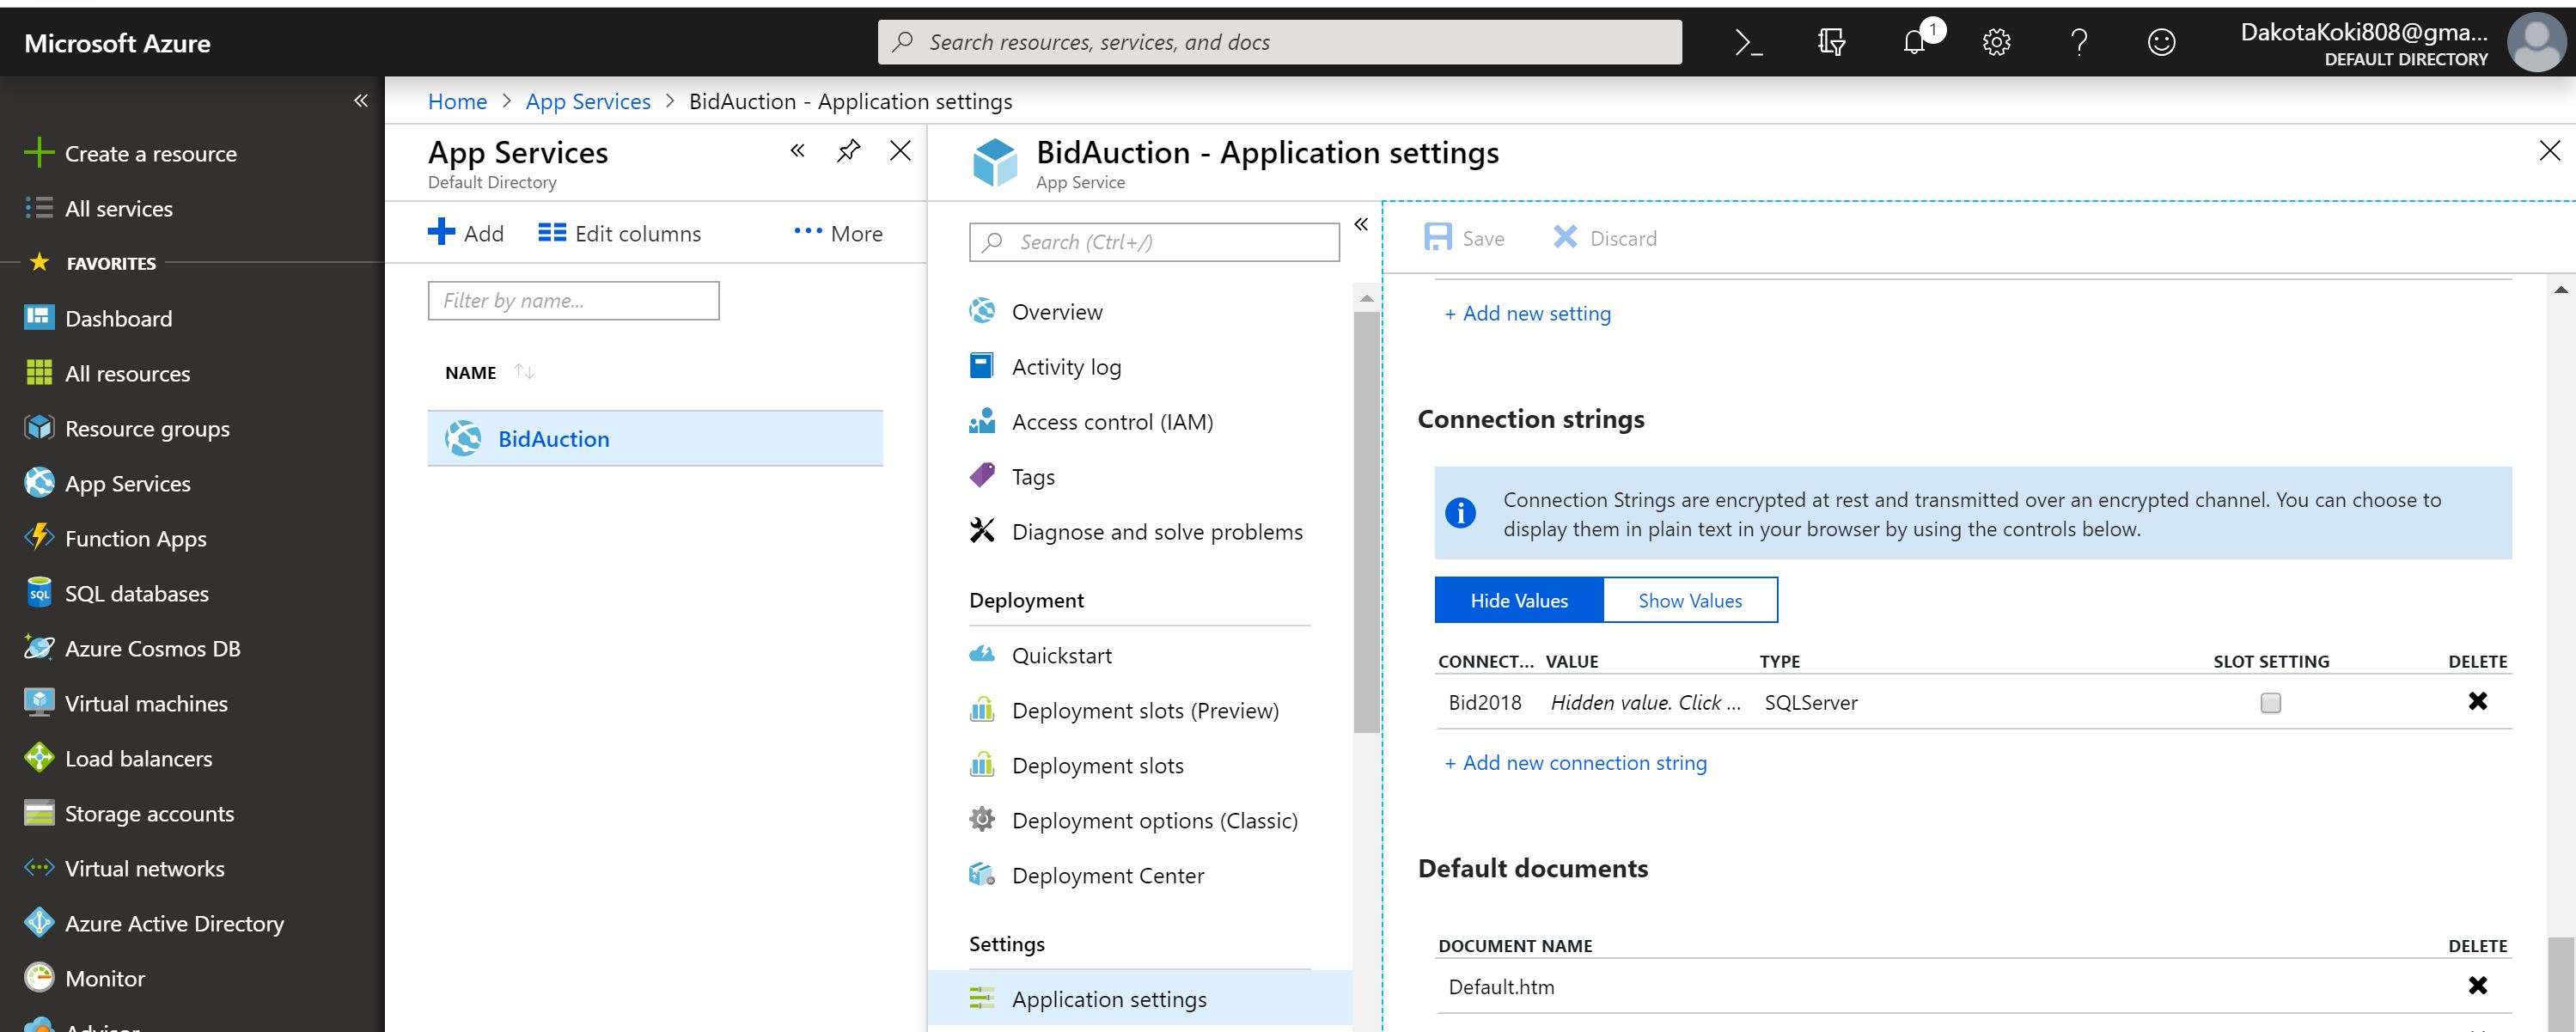 Microsoft Azure
Search resources, services, and docs
1
DakotaKoki808@gma...
DEFAULT DIRECTORY
Create a resource
All services
FAVORITES
Dashboard
All resources
Resource groups
App Services
Function Apps
SQL databases
Azure Cosmos DB
Virtual machines
Load balancers
Storage accounts
Virtual networks
Azure Active Directory
Monitor
Advisor
Home > App Services > BidAuction - Application settings
App Services
Default Directory
Add
Edit columns
More
Filter by name...
NAME
BidAuction
BidAuction - Application settings
App Service
Search (Ctrl+/)
Overview
Activity log
Access control (IAM)
Tags
Diagnose and solve problems
Deployment
Quickstart
Deployment slots (Preview)
Deployment slots
Deployment options (Classic)
Deployment Center
Settings
Application settings
Save
Discard
+ Add new setting
Connection strings
Connection Strings are encrypted at rest and transmitted over an encrypted channel. You can choose to
display them in plain text in your browser by using the controls below.
Hide Values
Show Values
CONNECT... VALUE TYPE SLOT SETTING DELETE
Bid2018 Hidden value. Click ... SQLServer
+ Add new connection string
Default documents
DOCUMENT NAME DELETE
Default.htm